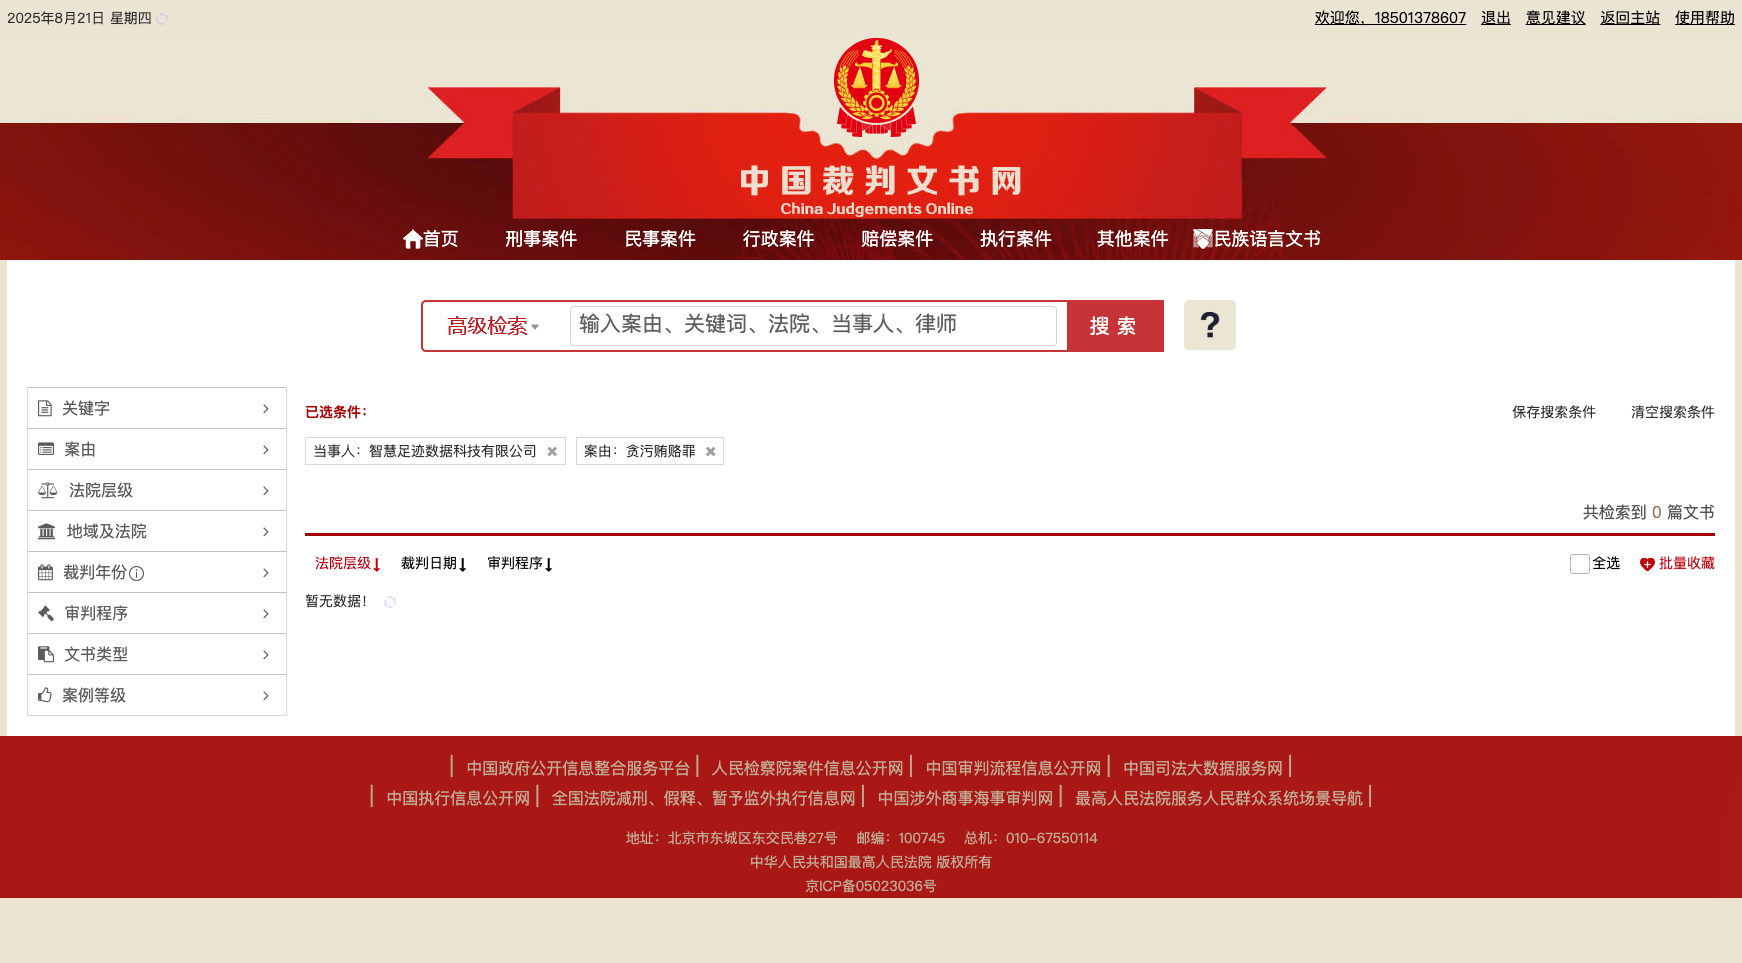 2025年8月21日 星期四
欢迎您，18501378607 退出 意见建议 返回主站 使用帮助
中国裁判文书网
China Judgements Online
首页 刑事案件 民事案件 行政案件 赔偿案件 执行案件 其他案件 民族语言文书
高级检索 输入案由、关键词、法院、当事人、律师 搜索 ?
关键字
案由
法院层级
地域及法院
裁判年份
审判程序
文书类型
案例等级
已选条件：
保存搜索条件 清空搜索条件
当事人：智慧足迹数据科技有限公司 案由：贪污贿赂罪
共检索到 0 篇文书
法院层级 裁判日期 审判程序 全选 批量收藏
暂无数据！
| 中国政府公开信息整合服务平台 | 人民检察院案件信息公开网 | 中国审判流程信息公开网 | 中国司法大数据服务网 |
| 中国执行信息公开网 | 全国法院减刑、假释、暂予监外执行信息网 | 中国涉外商事海事审判网 | 最高人民法院服务人民群众系统场景导航 |
地址：北京市东城区东交民巷27号 邮编：100745 总机：010-67550114
中华人民共和国最高人民法院 版权所有
京ICP备05023036号